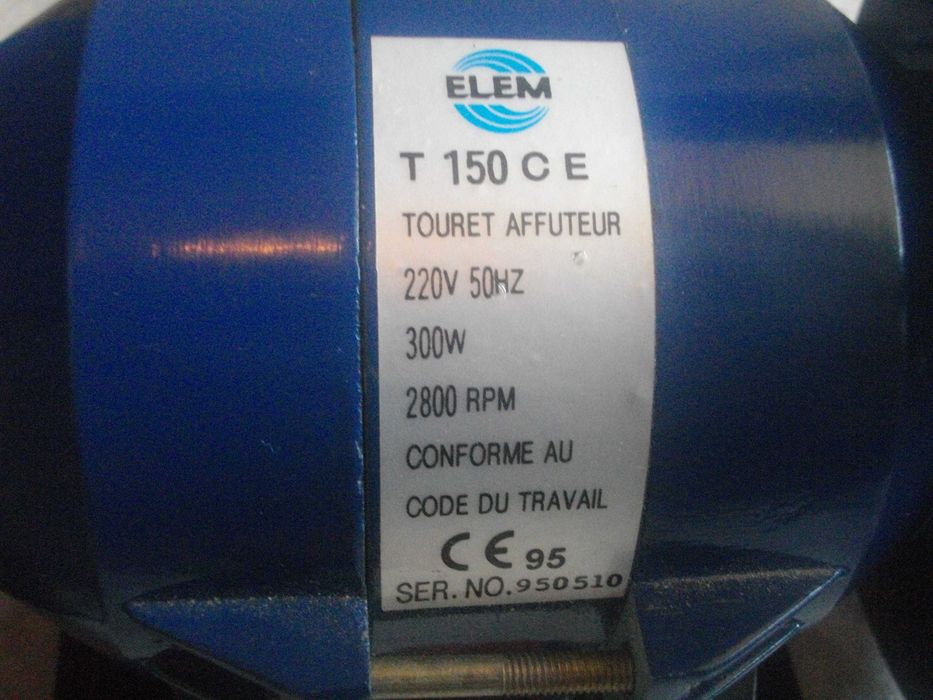 ELEM
T 150 C E
TOURET AFFUTEUR
220V 50HZ
300W
2800 RPM
CONFORME AU
CODE DU TRAVAIL
CE 95
SER. NO. 950510